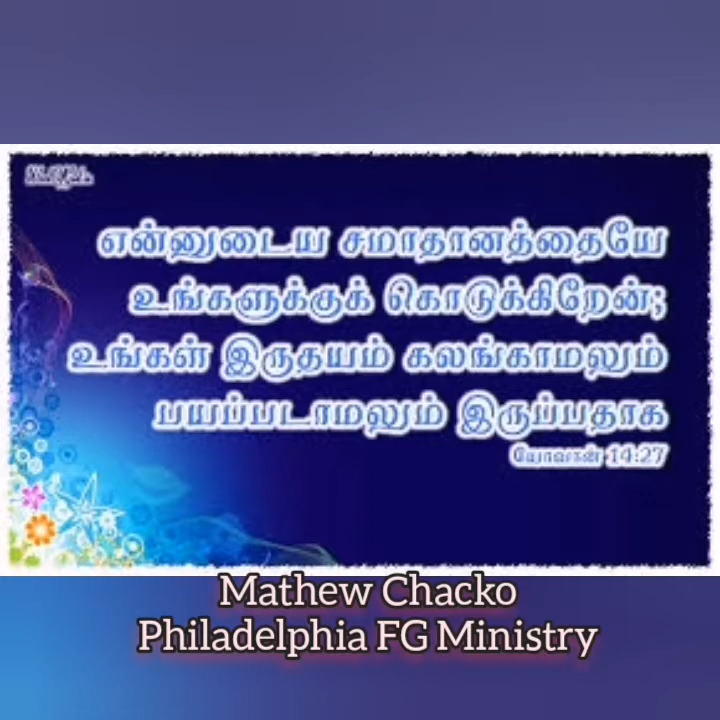 என்னுடைய சமாதானத்தையே
உங்களுக்குக் கொடுக்கிறேன்;
உங்கள் இருதயம் கலங்காமலும்
பயப்படாமலும் இருப்பதாக
யோவான் 14:27
Mathew Chacko
Philadelphia FG Ministry